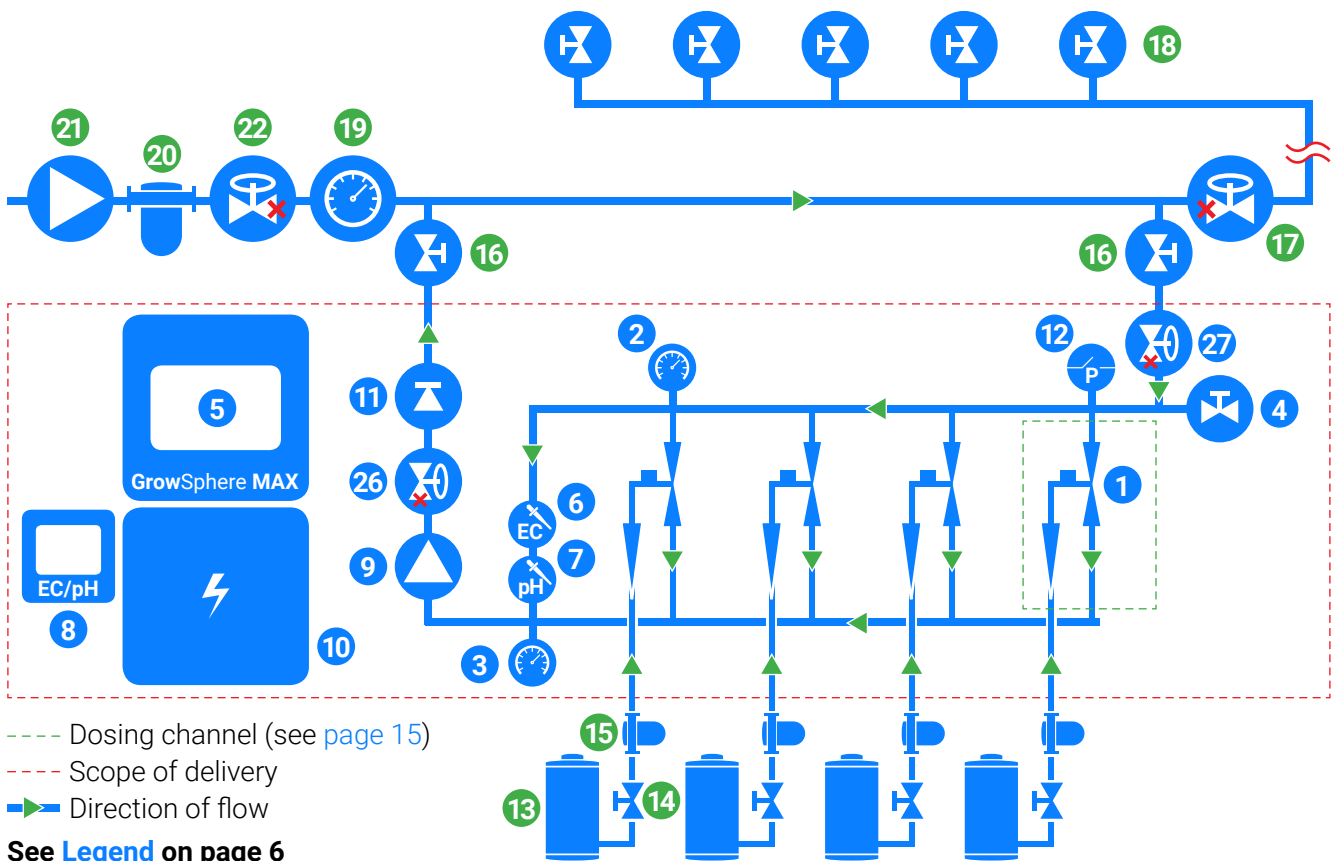 18
21
22
19
20
16
16
17
2
12
P
27
5
11
4
GrowSphere MAX
26
1
6
EC
7
9
pH
EC/pH
8
10
3
Dosing channel (see page 15)
15
Scope of delivery
13
14
Direction of flow
See Legend on page 6